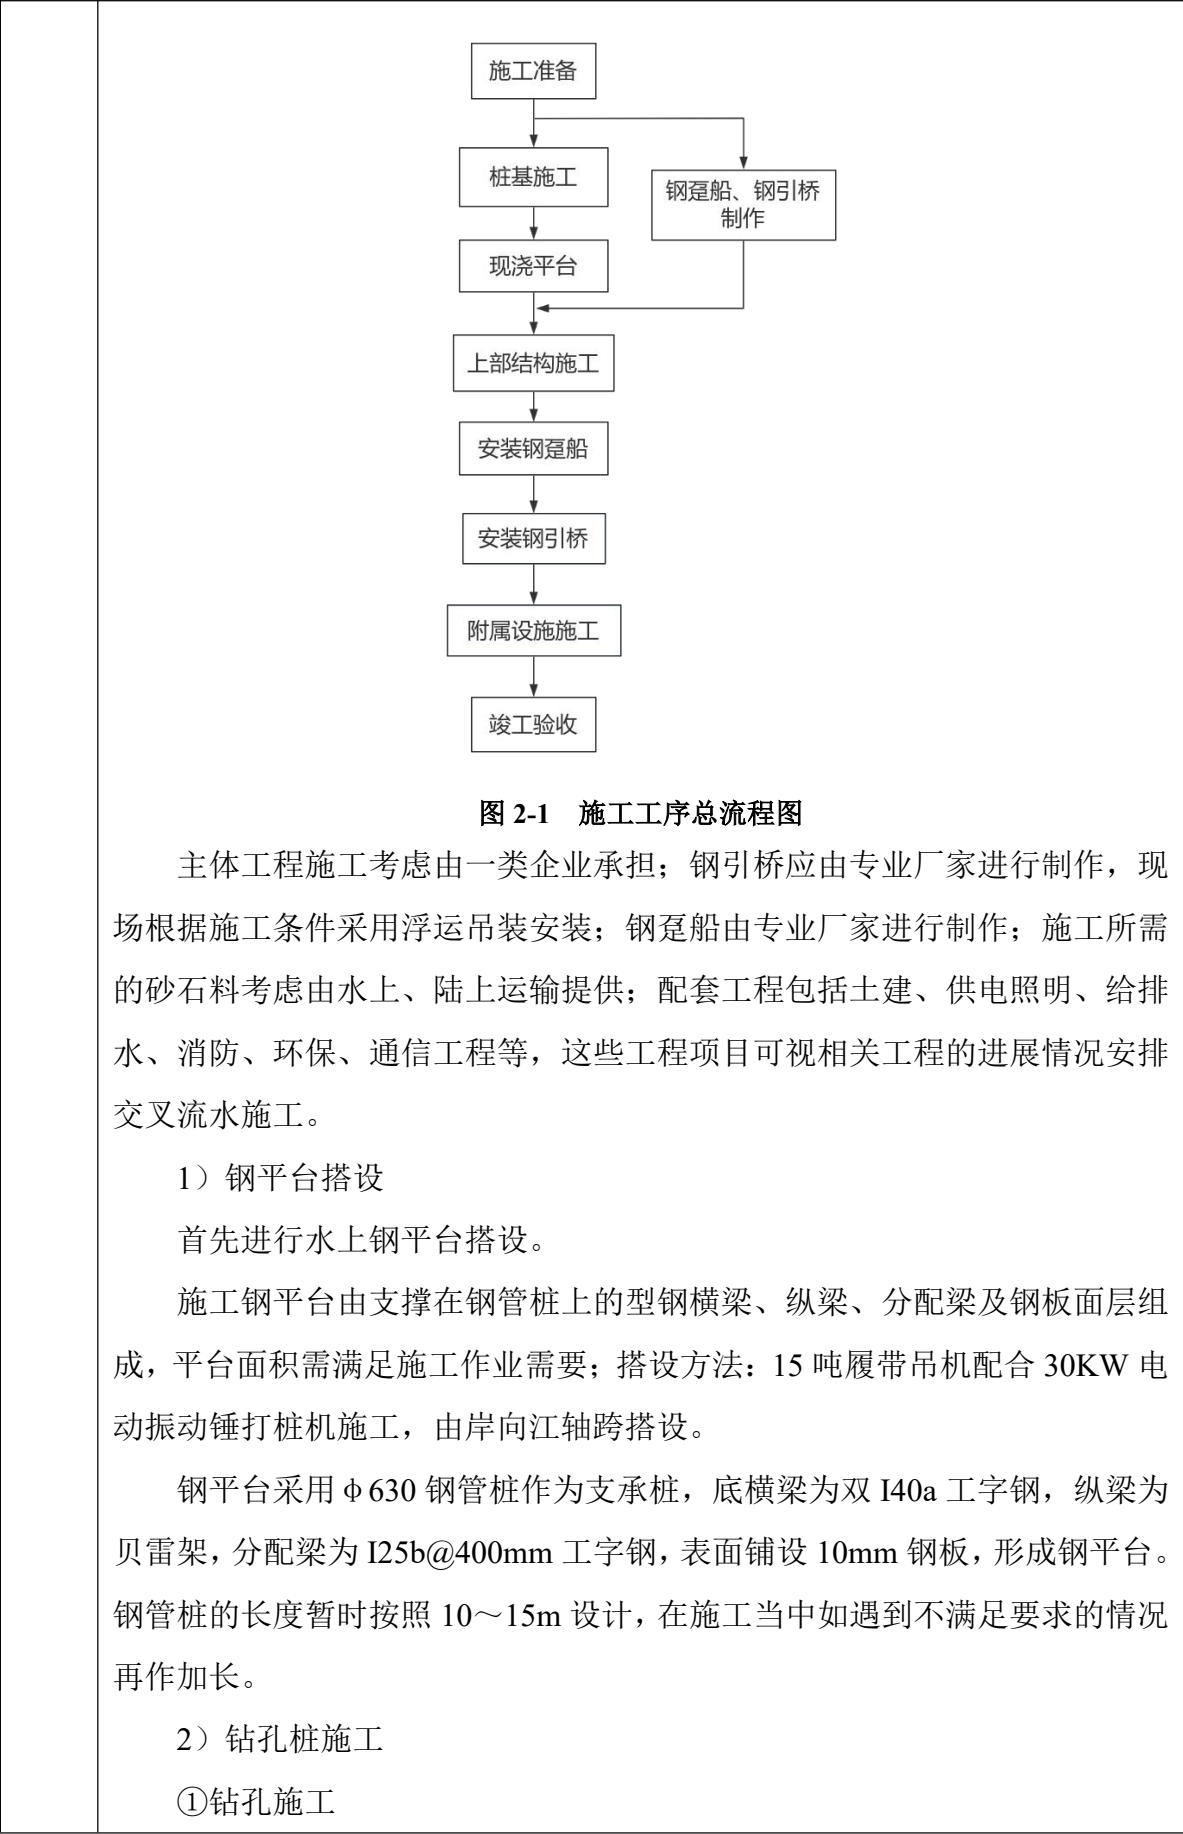 施工准备
桩基施工
钢趸船、钢引桥
制作
现浇平台
上部结构施工
安装钢趸船
安装钢引桥
附属设施施工
竣工验收
图 2-1 施工工序总流程图
主体工程施工考虑由一类企业承担；钢引桥应由专业厂家进行制作，现
场根据施工条件采用浮运吊装安装；钢趸船由专业厂家进行制作；施工所需
的砂石料考虑由水上、陆上运输提供；配套工程包括土建、供电照明、给排
水、消防、环保、通信工程等，这些工程项目可视相关工程的进展情况安排
交叉流水施工。
1）钢平台搭设
首先进行水上钢平台搭设。
施工钢平台由支撑在钢管桩上的型钢横梁、纵梁、分配梁及钢板面层组
成，平台面积需满足施工作业需要；搭设方法：15 吨履带吊机配合 30KW 电
动振动锤打桩机施工，由岸向江轴跨搭设。
钢平台采用φ630 钢管桩作为支承桩，底横梁为双 I40a 工字钢，纵梁为
贝雷架，分配梁为 I25b@400mm 工字钢，表面铺设 10mm 钢板，形成钢平台。
钢管桩的长度暂时按照 10～15m 设计，在施工当中如遇到不满足要求的情况
再作加长。
2）钻孔桩施工
①钻孔施工